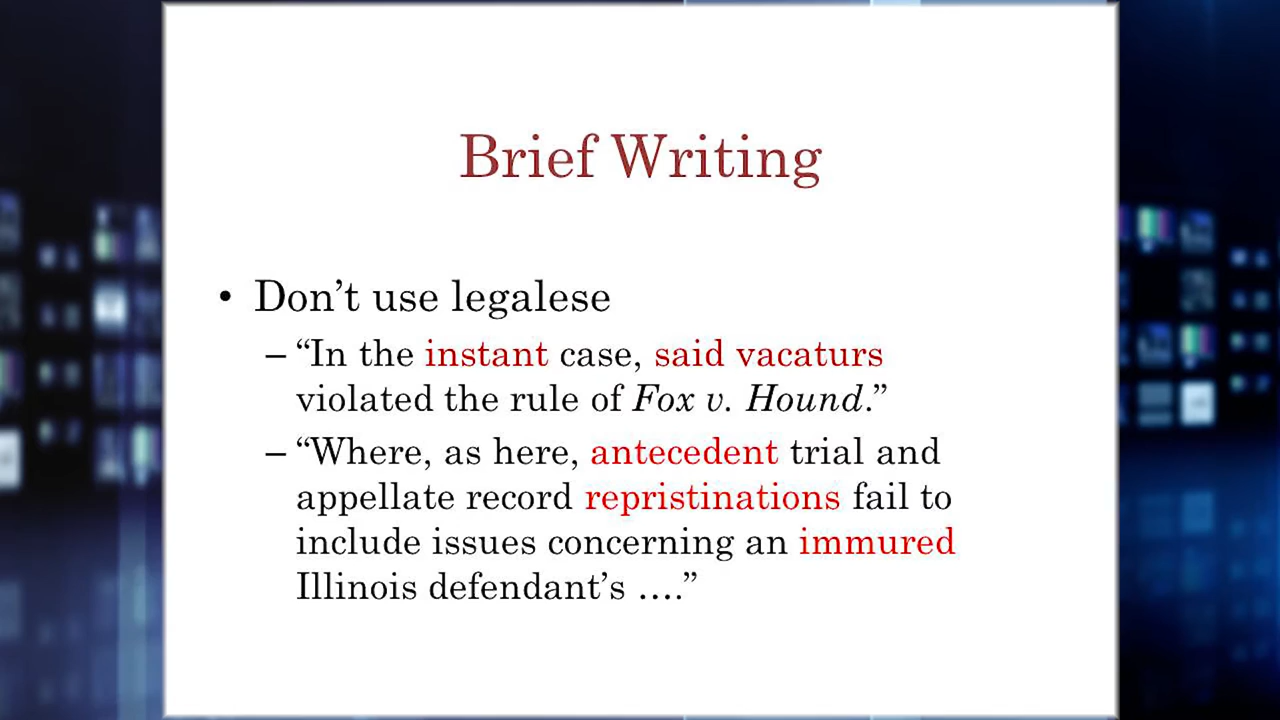 Brief Writing
• Don’t use legalese
– “In the instant case, said vacaturs
violated the rule of Fox v. Hound.”
– “Where, as here, antecedent trial and
appellate record repristinations fail to
include issues concerning an immured
Illinois defendant’s ….”